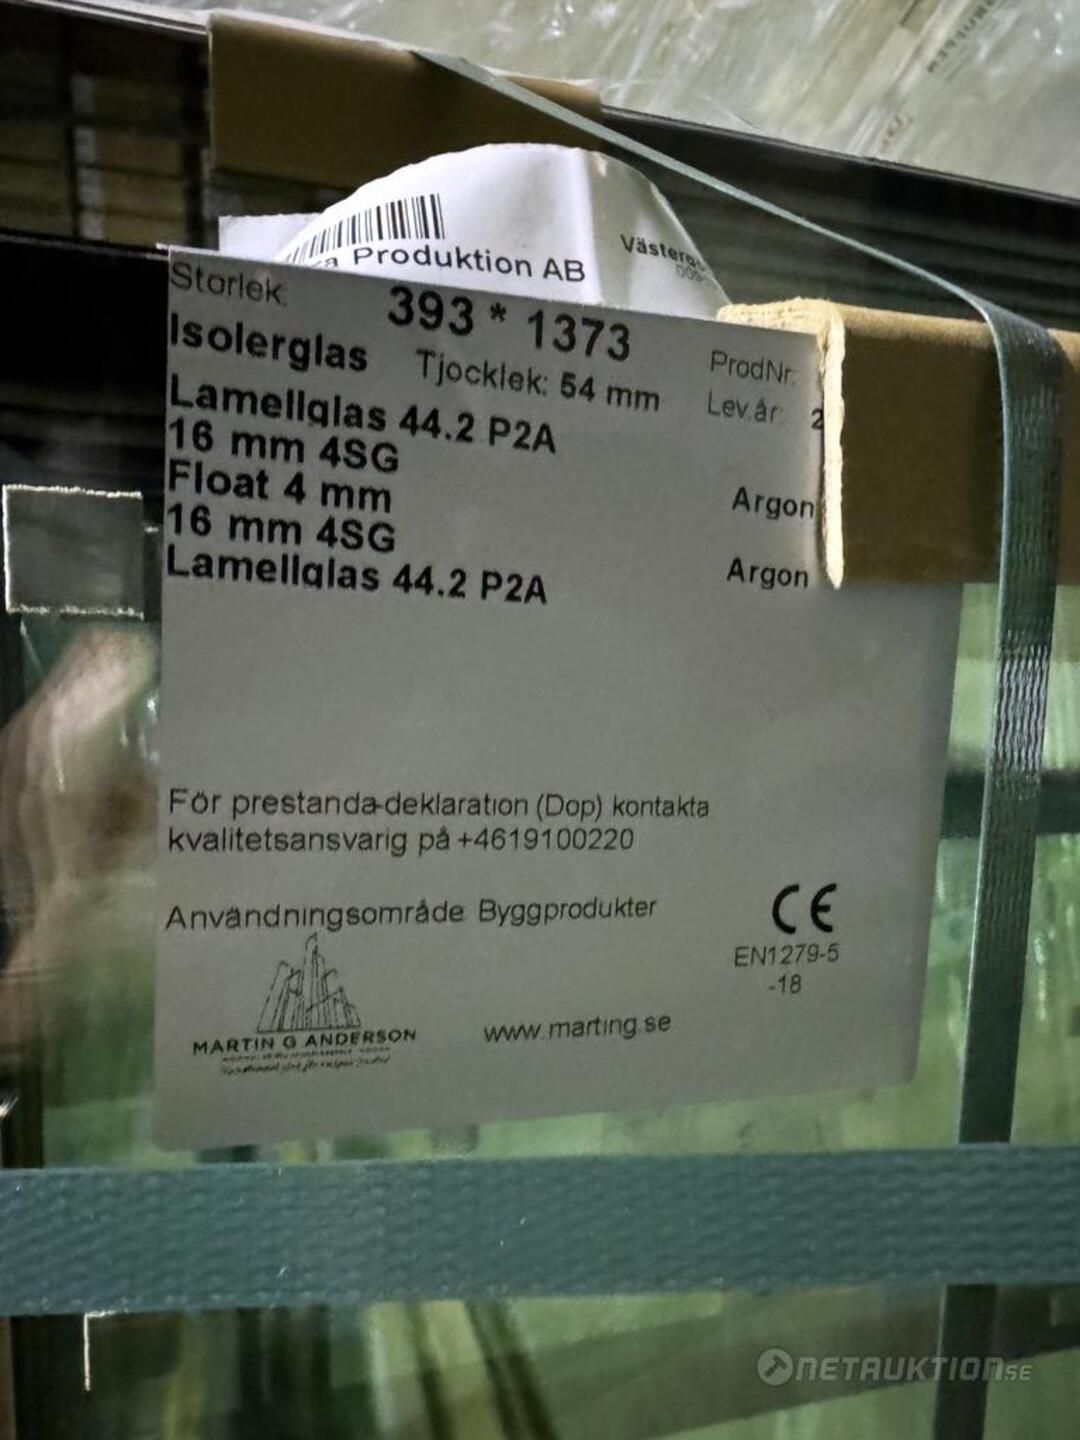 Produktion AB
Storlek: 393 * 1373
Isolerglas Tjocklek: 54 mm ProdNr:
Lamellglas 44.2 P2A Lev.år: 2
16 mm 4SG
Float 4 mm Argon
16 mm 4SG
Lamellglas 44.2 P2A Argon
För prestanda-deklaration (Dop) kontakta
kvalitetsansvarig på +4619100220
Användningsområde Byggprodukter
CE
EN1279-5
-18
MARTIN G ANDERSON
www.marting.se
NETAUKTION.SE